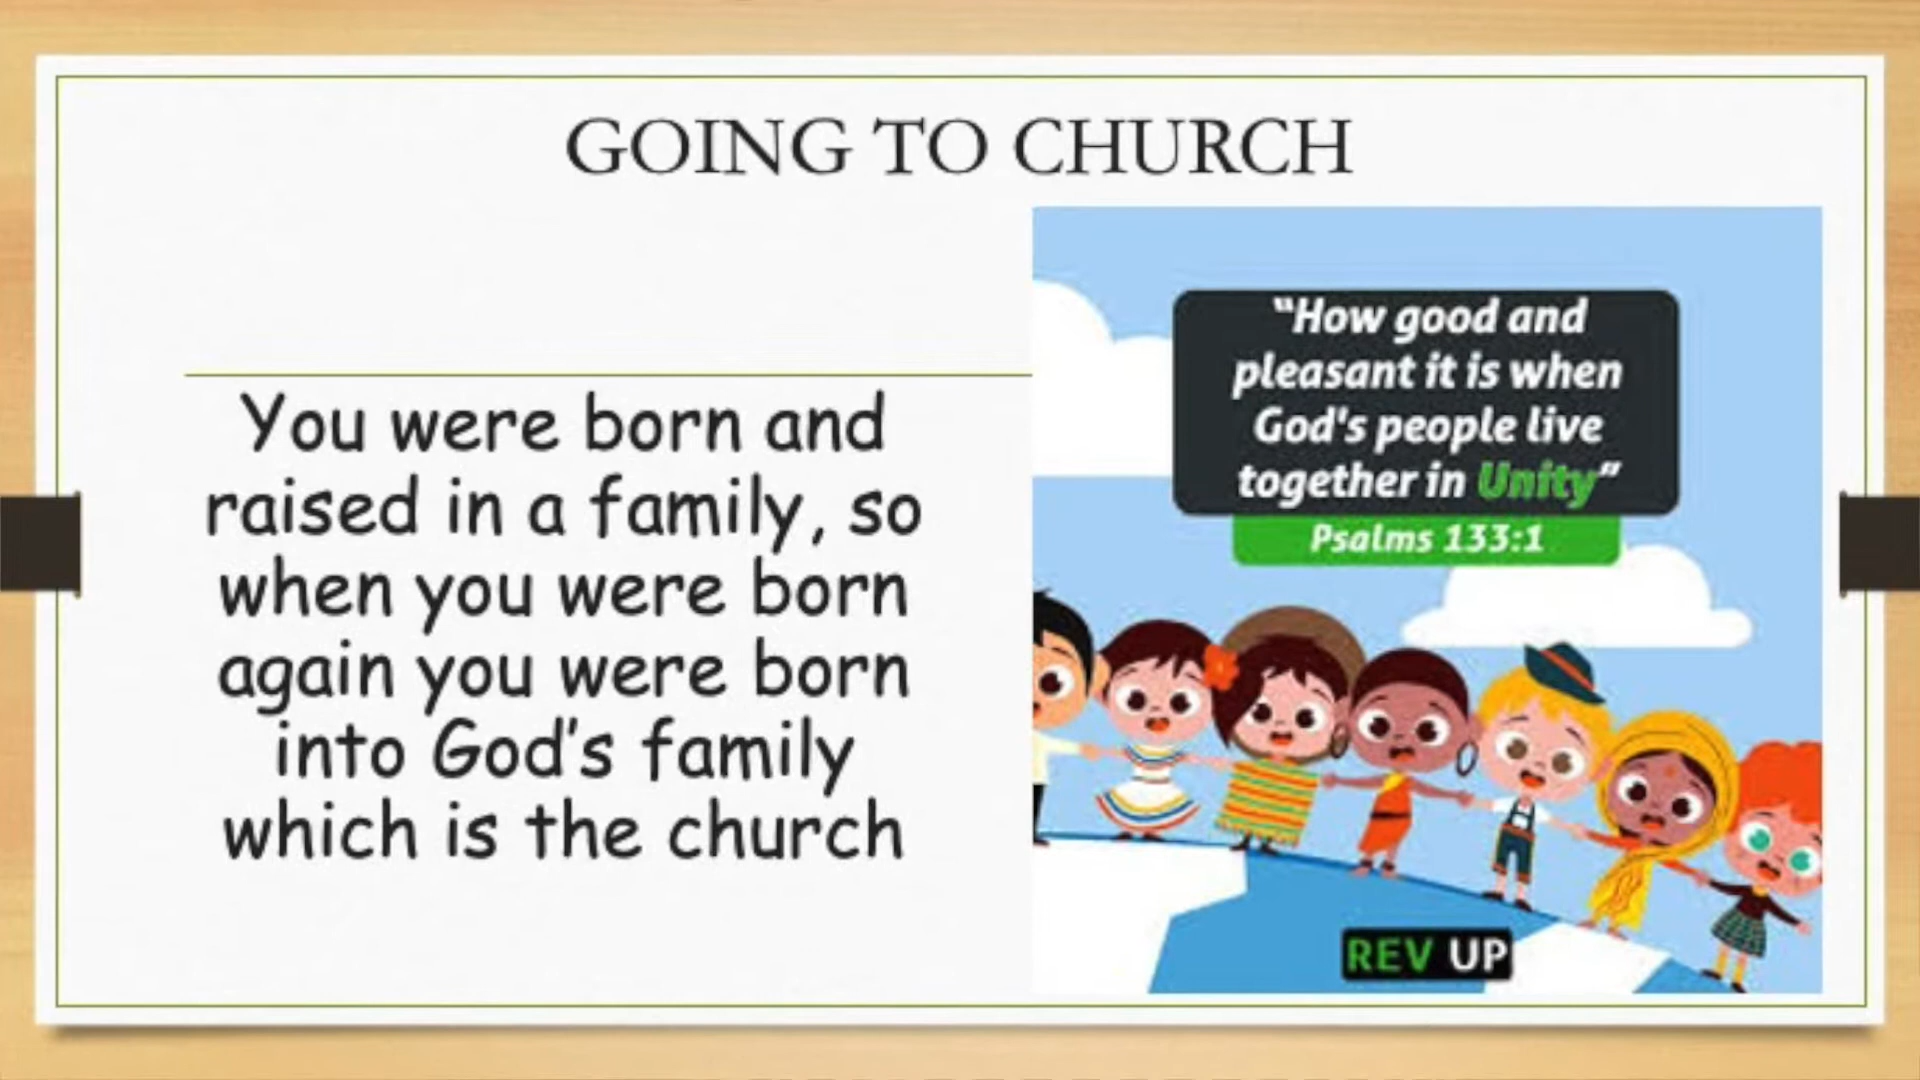 GOING TO CHURCH
You were born and
raised in a family, so
when you were born
again you were born
into God's family
which is the church
"How good and
pleasant it is when
God's people live
together in Unity"
Psalms 133:1
REV UP